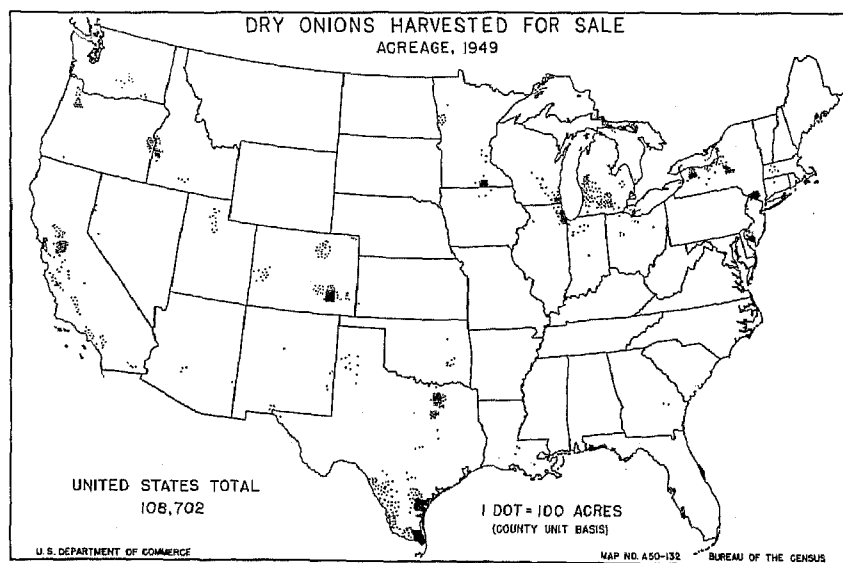 DRY ONIONS HARVESTED FOR SALE
ACREAGE, 1949
UNITED STATES TOTAL
108,702
1 DOT = 100 ACRES
(COUNTY UNIT BASIS)
U.S. DEPARTMENT OF COMMERCE
MAP NO. A50-132
BUREAU OF THE CENSUS